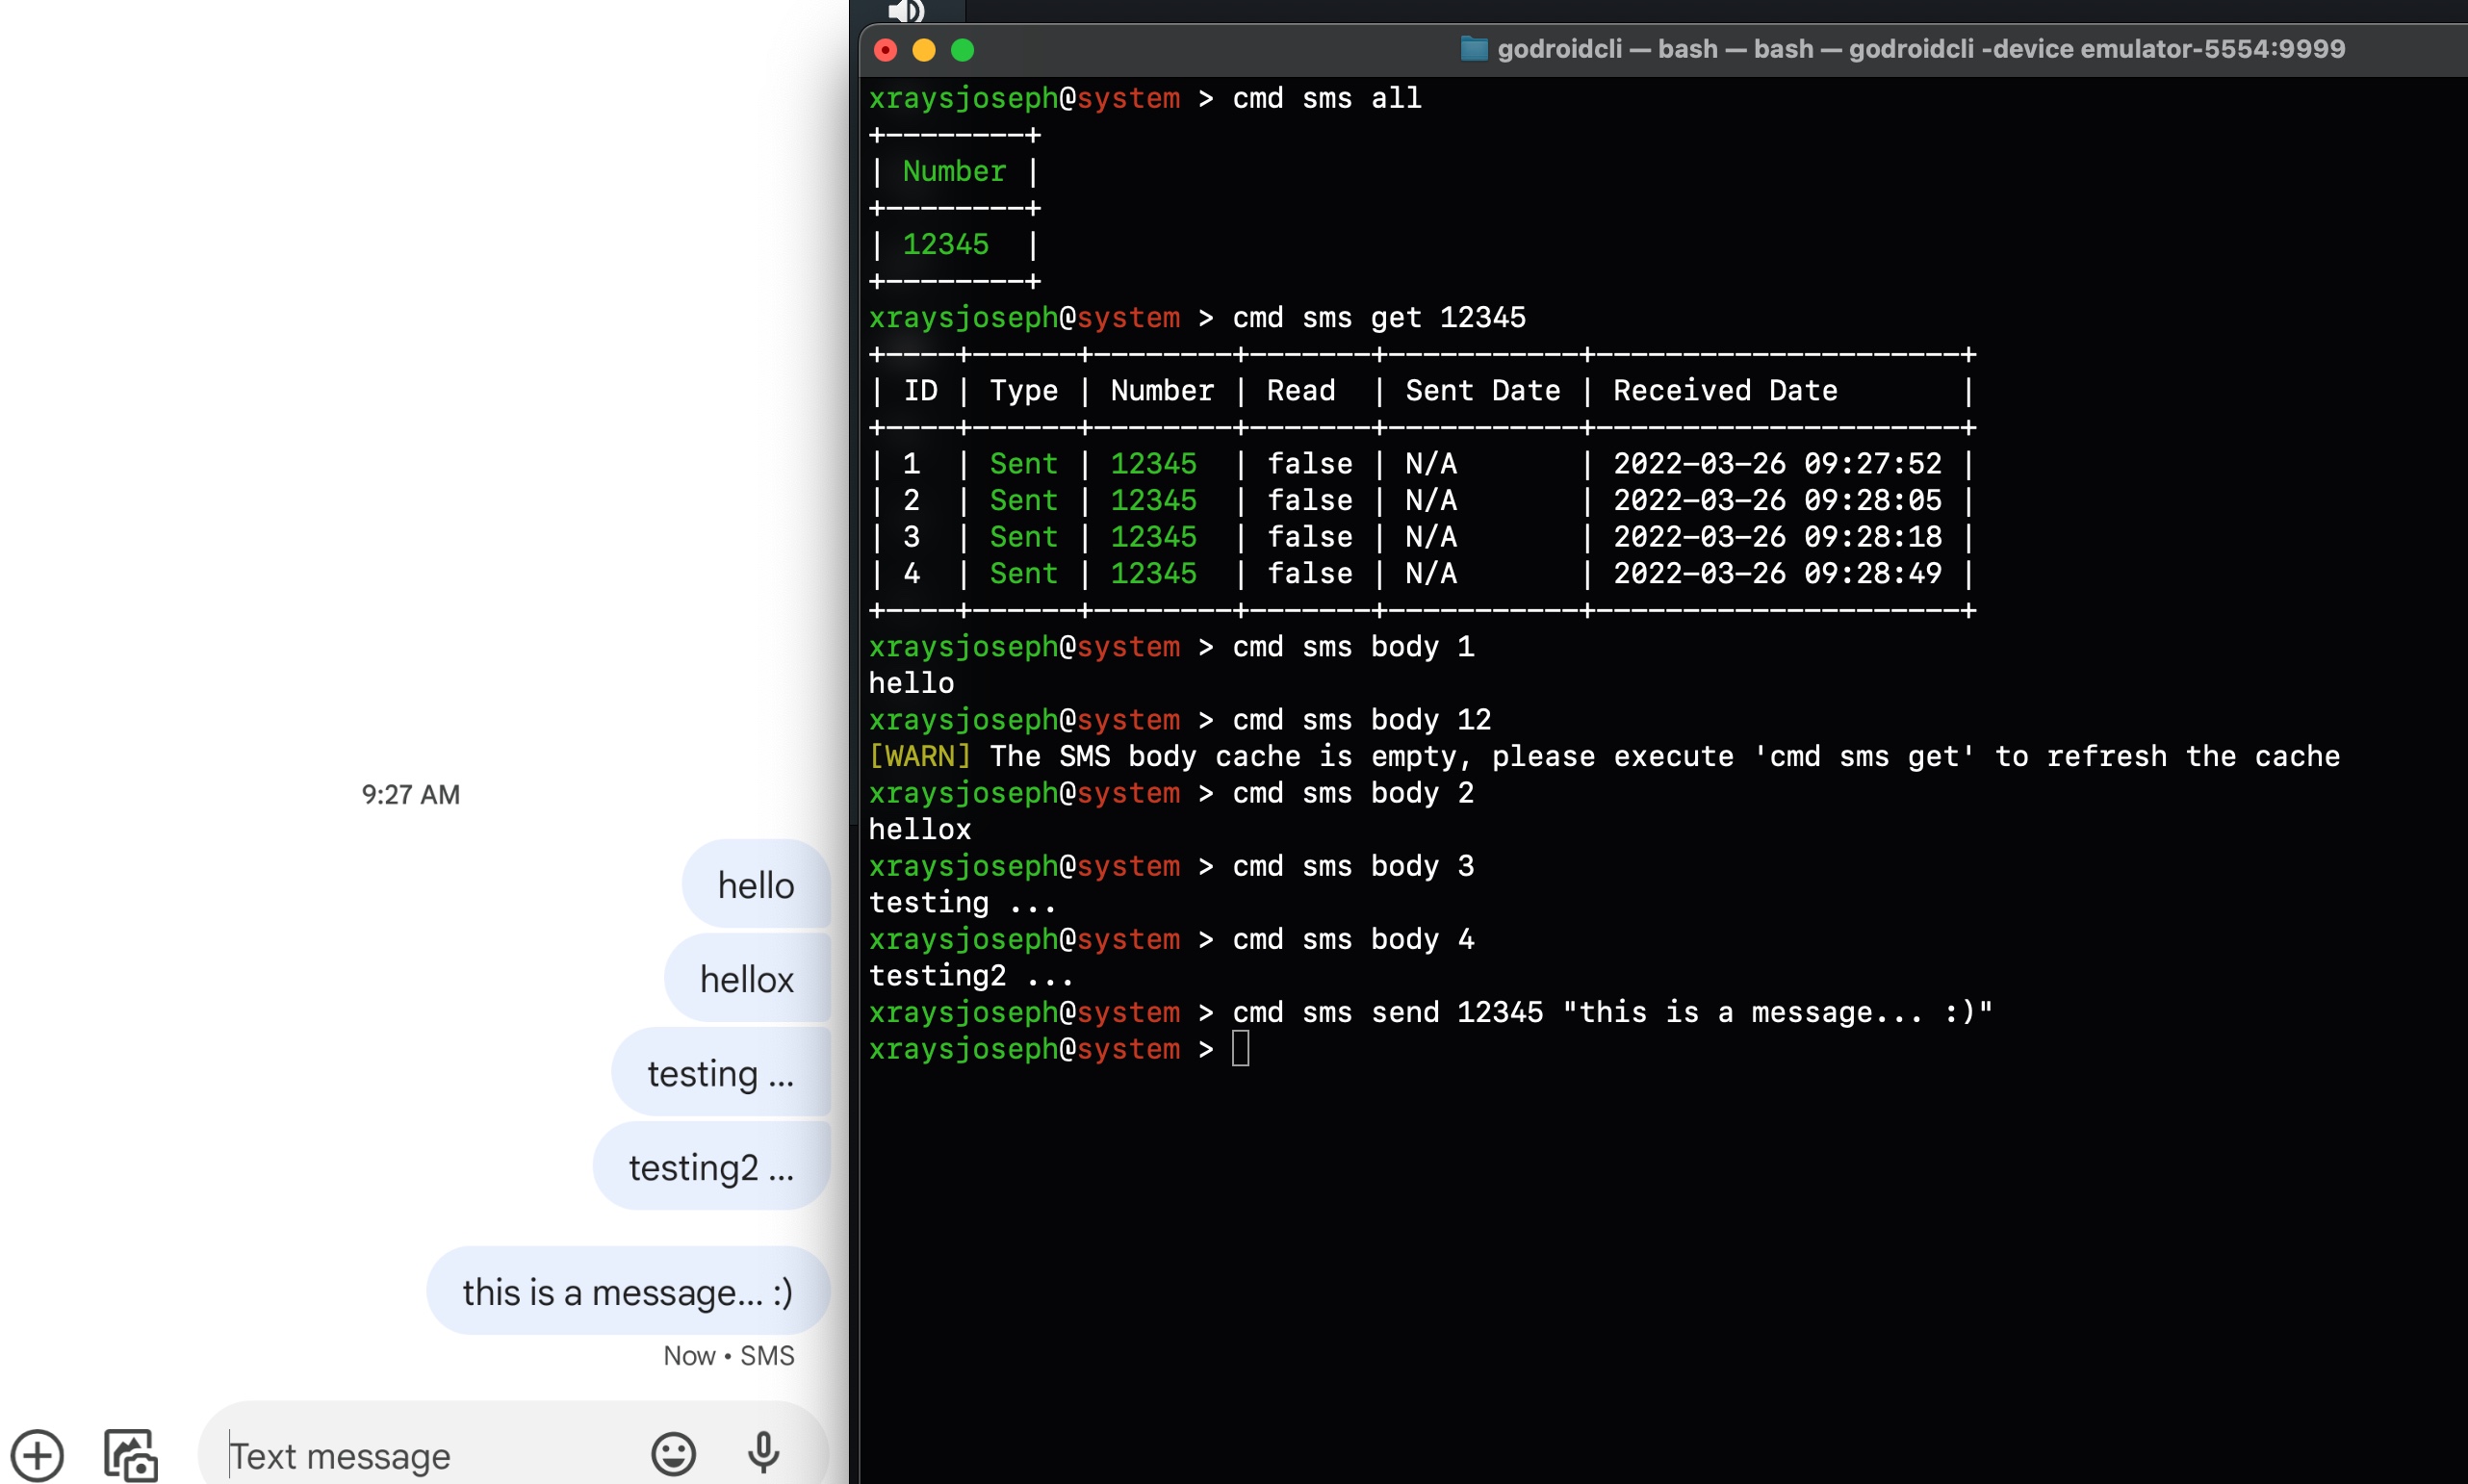 9:27 AM
hello
hellox
testing ...
testing2 ...
this is a message... :)
Now • SMS
Text message
godroidcli — bash — bash — godroidcli -device emulator-5554:9999
xraysjoseph@system > cmd sms all
+--------+
| Number |
+--------+
| 12345  |
+--------+
xraysjoseph@system > cmd sms get 12345
+----+------+--------+-------+-----------+---------------------+
| ID | Type | Number | Read  | Sent Date | Received Date       |
+----+------+--------+-------+-----------+---------------------+
| 1  | Sent | 12345  | false | N/A       | 2022-03-26 09:27:52 |
| 2  | Sent | 12345  | false | N/A       | 2022-03-26 09:28:05 |
| 3  | Sent | 12345  | false | N/A       | 2022-03-26 09:28:18 |
| 4  | Sent | 12345  | false | N/A       | 2022-03-26 09:28:49 |
+----+------+--------+-------+-----------+---------------------+
xraysjoseph@system > cmd sms body 1
hello
xraysjoseph@system > cmd sms body 12
[WARN] The SMS body cache is empty, please execute 'cmd sms get' to refresh the cache
xraysjoseph@system > cmd sms body 2
hellox
xraysjoseph@system > cmd sms body 3
testing ...
xraysjoseph@system > cmd sms body 4
testing2 ...
xraysjoseph@system > cmd sms send 12345 "this is a message... :)"
xraysjoseph@system >